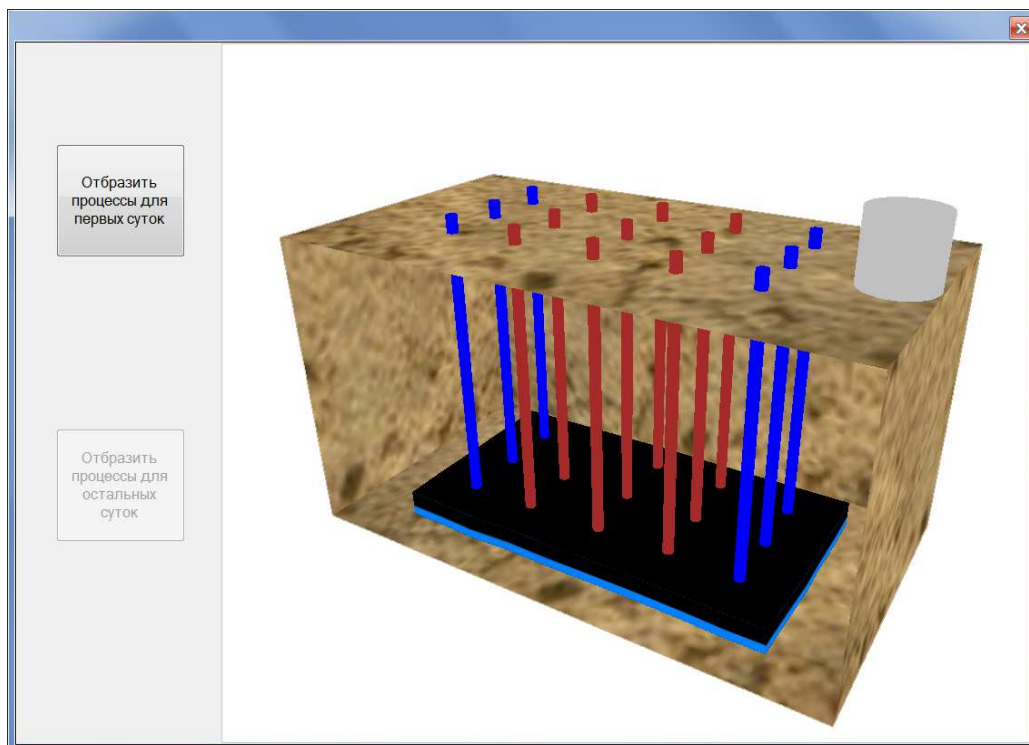 Отбразить
процессы для
первых суток
Отбразить
процессы для
остальных
суток